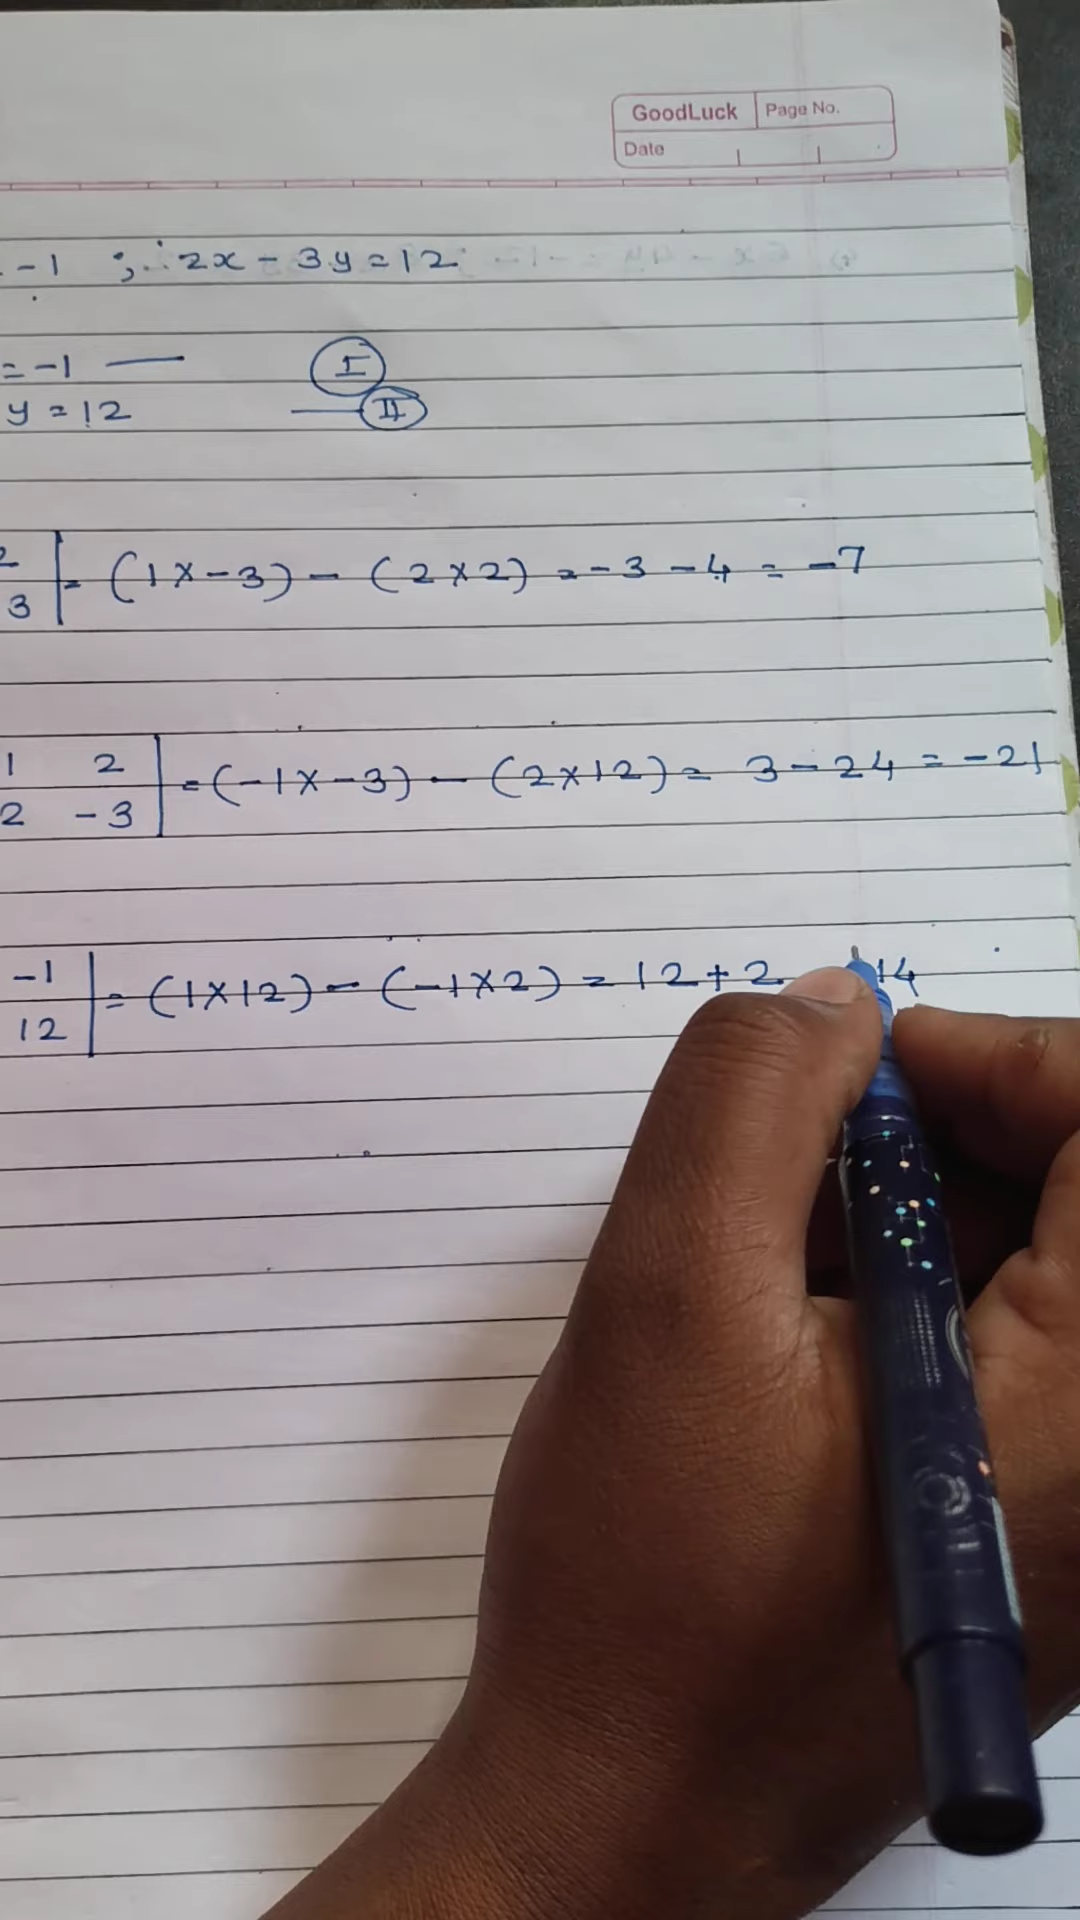 GoodLuck Page No.
Date
-1 ; 2x - 3y = 12
= -1 — I
y = 12 — II
2
3 | = (1 x -3) - (2 x 2) = -3 - 4 = -7
1 2
2 -3 | = (-1 x -3) - (2 x 12) = 3 - 24 = -21
-1
12 | = (1 x 12) - (-1 x 2) = 12 + 2 14